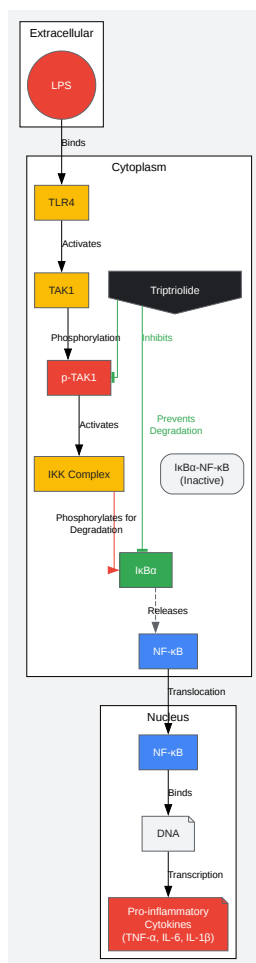 Extracellular
LPS
Binds
Cytoplasm
TLR4
Activates
TAK1
Triptriolide
Phosphorylation
Inhibits
p-TAK1
Activates
Prevents
Degradation
IKK Complex
IκBα-NF-κB
(Inactive)
Phosphorylates for
Degradation
IκBα
Releases
NF-κB
Translocation
Nucleus
NF-κB
Binds
DNA
Transcription
Pro-inflammatory
Cytokines
(TNF-α, IL-6, IL-1β)